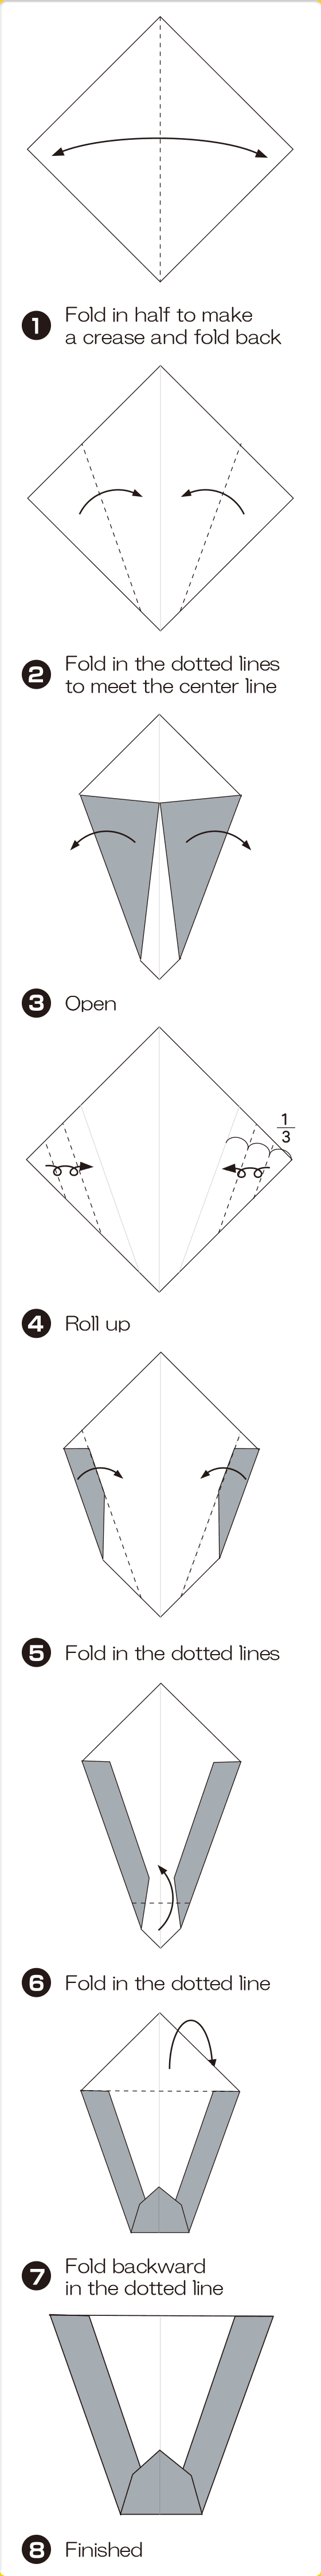 1 Fold in half to make
a crease and fold back
2 Fold in the dotted lines
to meet the center line
3 Open
1
3
4 Roll up
5 Fold in the dotted lines
6 Fold in the dotted line
7 Fold backward
in the dotted line
8 Finished